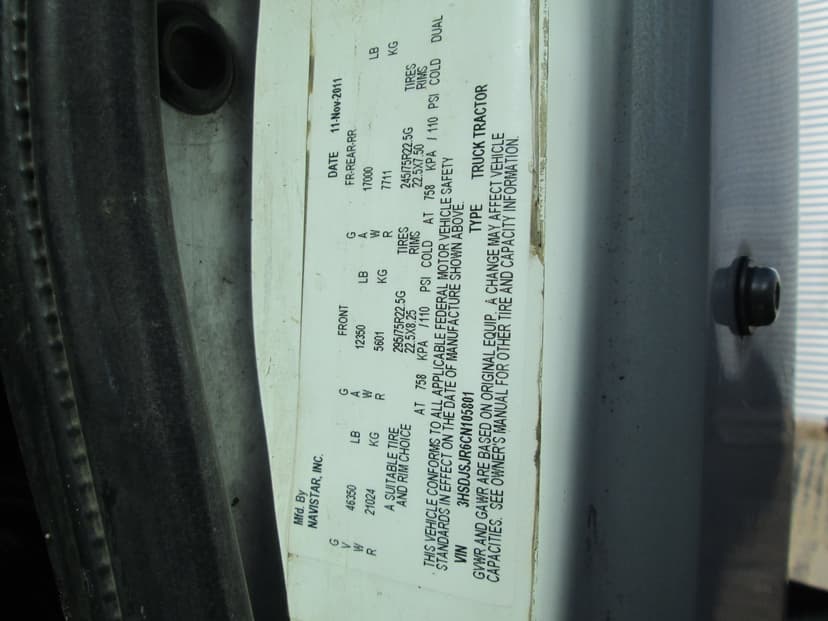 Mfd. By
NAVISTAR, INC.
DATE 11-Nov-2011
G V W R
46350 LB
21024 KG
G A W R
FRONT
12350 LB
5601 KG
G A W R
FR-REAR-RR.
17000 LB
7711 KG
A SUITABLE TIRE
AND RIM CHOICE
295/75R22.5G TIRES
22.5X8.25 RIMS
245/75R22.5G TIRES
22.5X7.50 RIMS
AT 758 KPA /110 PSI COLD AT 758 KPA / 110 PSI COLD DUAL
THIS VEHICLE CONFORMS TO ALL APPLICABLE FEDERAL MOTOR VEHICLE SAFETY
STANDARDS IN EFFECT ON THE DATE OF MANUFACTURE SHOWN ABOVE.
VIN 3HSDJSJR6CN105801 TYPE TRUCK TRACTOR
GVWR AND GAWR ARE BASED ON ORIGINAL EQUIP. A CHANGE MAY AFFECT VEHICLE
CAPACITIES. SEE OWNER'S MANUAL FOR OTHER TIRE AND CAPACITY INFORMATION.